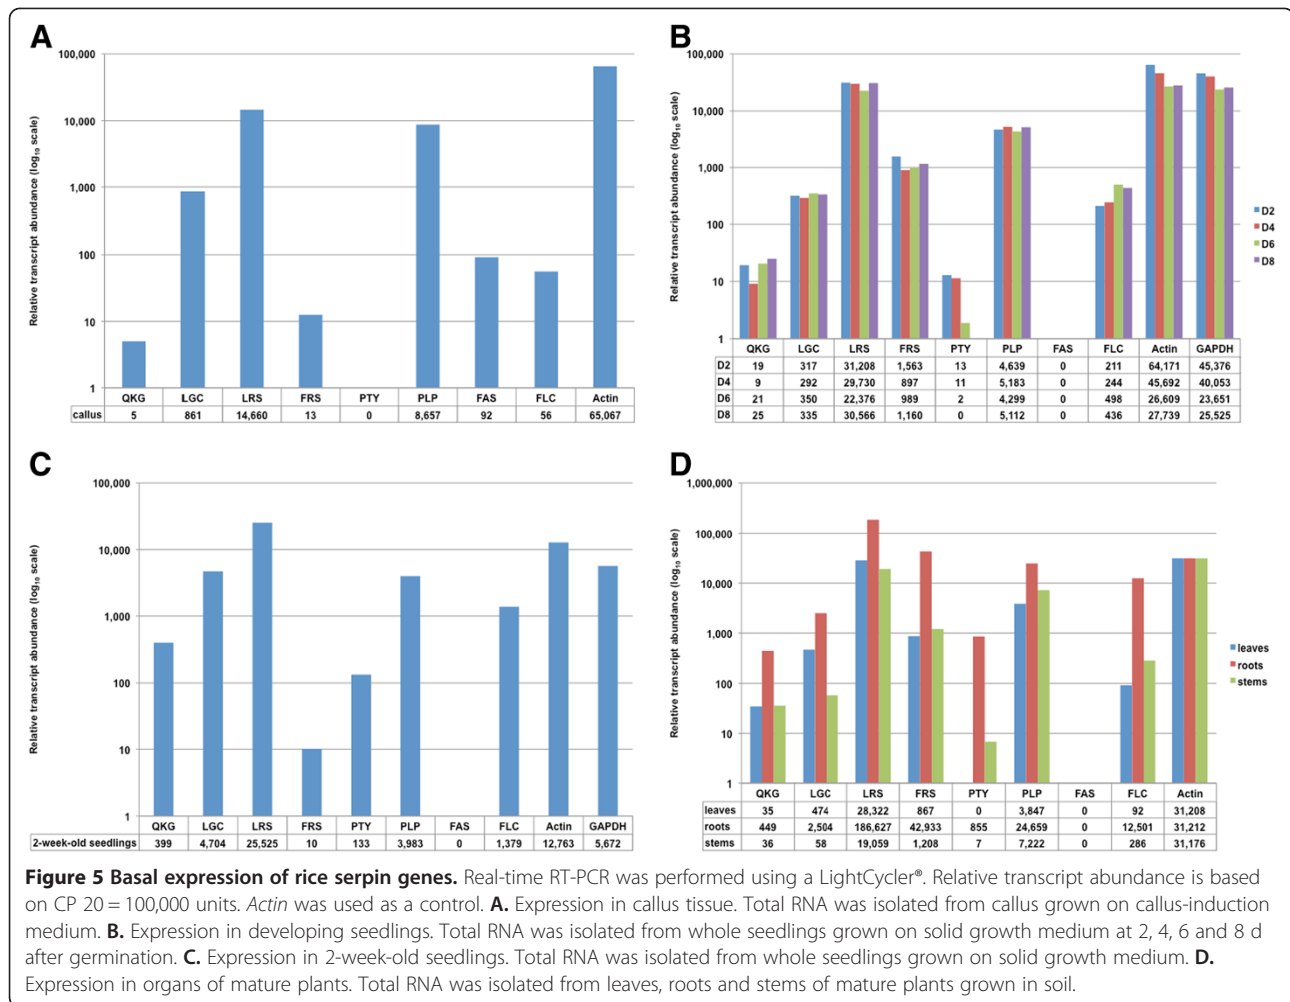 A
Relative transcript abundance (log10 scale)
100,000
10,000
1,000
100
10
1
QKG LGC LRS FRS PTY PLP FAS FLC Actin
callus 5 861 14,660 13 0 8,657 92 56 65,067
B
Relative transcript abundance (log10 scale)
100,000
10,000
1,000
100
10
1
D2
D4
D6
D8
QKG LGC LRS FRS PTY PLP FAS FLC Actin GAPDH
D2 19 317 31,208 1,563 13 4,639 0 211 64,171 45,376
D4 9 292 29,730 897 11 5,183 0 244 45,692 40,053
D6 21 350 22,376 989 2 4,299 0 498 26,609 23,651
D8 25 335 30,566 1,160 0 5,112 0 436 27,739 25,525
C
Relative transcript abundance (log10 scale)
100,000
10,000
1,000
100
10
1
QKG LGC LRS FRS PTY PLP FAS FLC Actin GAPDH
2-week-old seedlings 399 4,704 25,525 10 133 3,983 0 1,379 12,763 5,672
D
Relative transcript abundance (log10 scale)
1,000,000
100,000
10,000
1,000
100
10
1
leaves
roots
stems
QKG LGC LRS FRS PTY PLP FAS FLC Actin
leaves 35 474 28,322 867 0 3,847 0 92 31,208
roots 449 2,504 186,627 42,933 855 24,659 0 12,501 31,212
stems 36 58 19,059 1,208 7 7,222 0 286 31,176
Figure 5 Basal expression of rice serpin genes. Real-time RT-PCR was performed using a LightCycler®. Relative transcript abundance is based
on CP 20 = 100,000 units. Actin was used as a control. A. Expression in callus tissue. Total RNA was isolated from callus grown on callus-induction
medium. B. Expression in developing seedlings. Total RNA was isolated from whole seedlings grown on solid growth medium at 2, 4, 6 and 8 d
after germination. C. Expression in 2-week-old seedlings. Total RNA was isolated from whole seedlings grown on solid growth medium. D.
Expression in organs of mature plants. Total RNA was isolated from leaves, roots and stems of mature plants grown in soil.